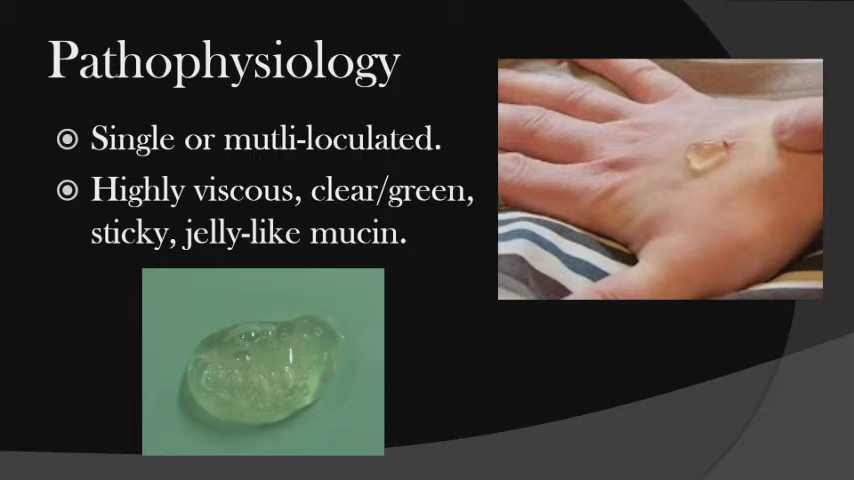 Pathophysiology
Single or mutli-loculated.
Highly viscous, clear/green,
sticky, jelly-like mucin.